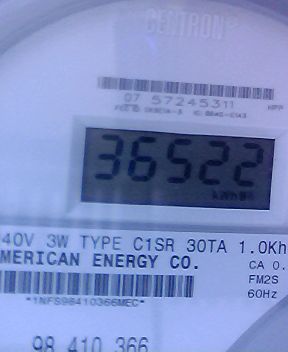 CENTRON®
07 57245311
36522
kWhr
40V 3W TYPE C1SR 30TA 1.0Kh
MERICAN ENERGY CO.
CA 0.
FM2S
60Hz
*1NFS98410366MEC*
98 410 366